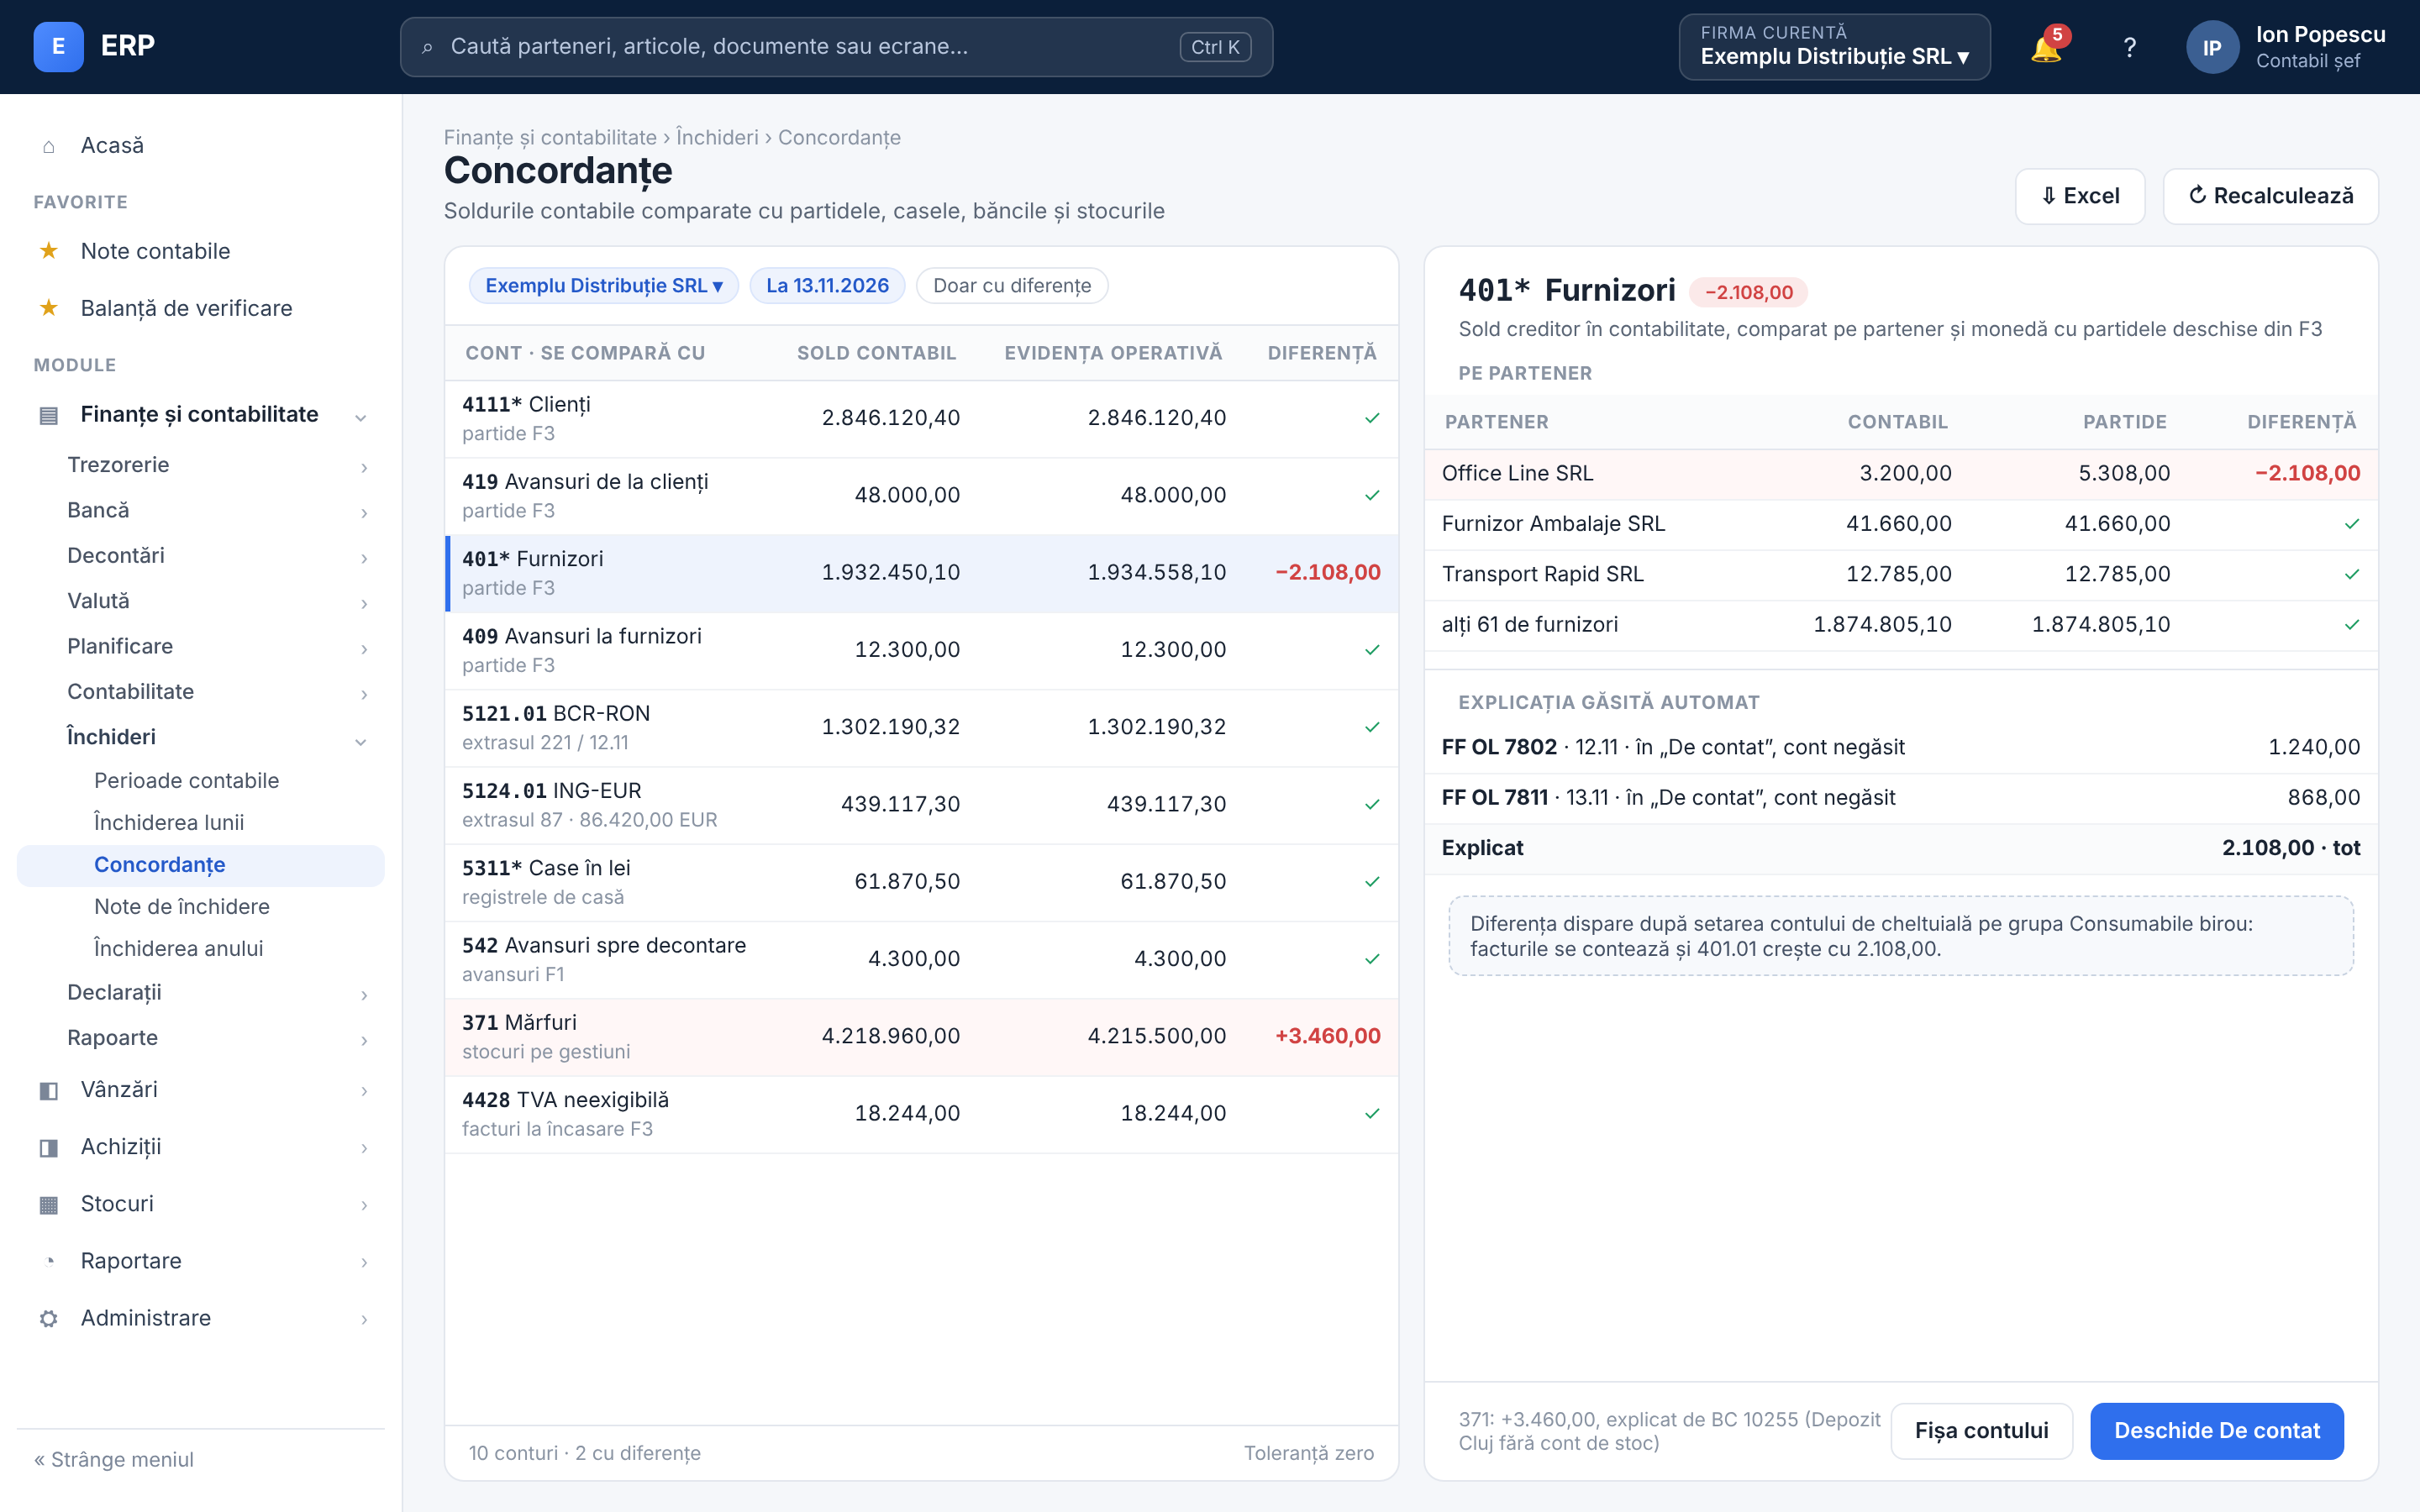 E ERP
Caută parteneri, articole, documente sau ecrane...
Ctrl K
FIRMA CURENTĂ
Exemplu Distribuție SRL ▾
5
?
IP
Ion Popescu
Contabil șef
Acasă
FAVORITE
★ Note contabile
★ Balanță de verificare
MODULE
Finanțe și contabilitate
Trezorerie ›
Bancă ›
Decontări ›
Valută ›
Planificare ›
Contabilitate ›
Închideri
Perioade contabile
Închiderea lunii
Concordanțe
Note de închidere
Închiderea anului
Declarații ›
Rapoarte ›
Vânzări ›
Achiziții ›
Stocuri ›
Raportare ›
Administrare ›
« Strânge meniul
Finanțe și contabilitate › Închideri › Concordanțe
Concordanțe
Soldurile contabile comparate cu partidele, casele, băncile și stocurile
⇩ Excel
↻ Recalculează
Exemplu Distribuție SRL ▾
La 13.11.2026
Doar cu diferențe
CONT · SE COMPARĂ CU SOLD CONTABIL EVIDENȚA OPERATIVĂ DIFERENȚĂ
4111* Clienți 2.846.120,40 2.846.120,40 ✓
partide F3
419 Avansuri de la clienți 48.000,00 48.000,00 ✓
partide F3
401* Furnizori 1.932.450,10 1.934.558,10 −2.108,00
partide F3
409 Avansuri la furnizori 12.300,00 12.300,00 ✓
partide F3
5121.01 BCR-RON 1.302.190,32 1.302.190,32 ✓
extrasul 221 / 12.11
5124.01 ING-EUR 439.117,30 439.117,30 ✓
extrasul 87 · 86.420,00 EUR
5311* Case în lei 61.870,50 61.870,50 ✓
registrele de casă
542 Avansuri spre decontare 4.300,00 4.300,00 ✓
avansuri F1
371 Mărfuri 4.218.960,00 4.215.500,00 +3.460,00
stocuri pe gestiuni
4428 TVA neexigibilă 18.244,00 18.244,00 ✓
facturi la încasare F3
10 conturi · 2 cu diferențe
Toleranță zero
401* Furnizori −2.108,00
Sold creditor în contabilitate, comparat pe partener și monedă cu partidele deschise din F3
PE PARTENER
PARTENER CONTABIL PARTIDE DIFERENȚĂ
Office Line SRL 3.200,00 5.308,00 −2.108,00
Furnizor Ambalaje SRL 41.660,00 41.660,00 ✓
Transport Rapid SRL 12.785,00 12.785,00 ✓
alți 61 de furnizori 1.874.805,10 1.874.805,10 ✓
EXPLICAȚIA GĂSITĂ AUTOMAT
FF OL 7802 · 12.11 · în „De contat”, cont negăsit 1.240,00
FF OL 7811 · 13.11 · în „De contat”, cont negăsit 868,00
Explicat 2.108,00 · tot
Diferența dispare după setarea contului de cheltuială pe grupa Consumabile birou:
facturile se contează și 401.01 crește cu 2.108,00.
371: +3.460,00, explicat de BC 10255 (Depozit
Cluj fără cont de stoc)
Fișa contului
Deschide De contat